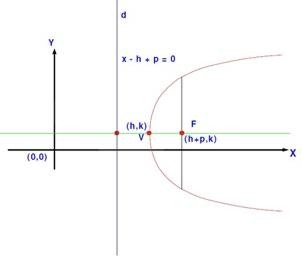 d
Y
x - h + p = 0
(h,k)
F
V
(h+p,k)
(0,0)
X